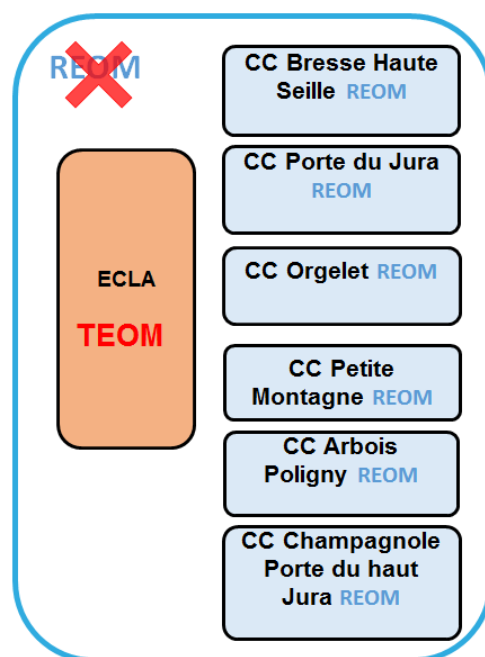 REOM
ECLA
TEOM
CC Bresse Haute
Seille REOM
CC Porte du Jura
REOM
CC Orgelet REOM
CC Petite
Montagne REOM
CC Arbois
Poligny REOM
CC Champagnole
Porte du haut
Jura REOM